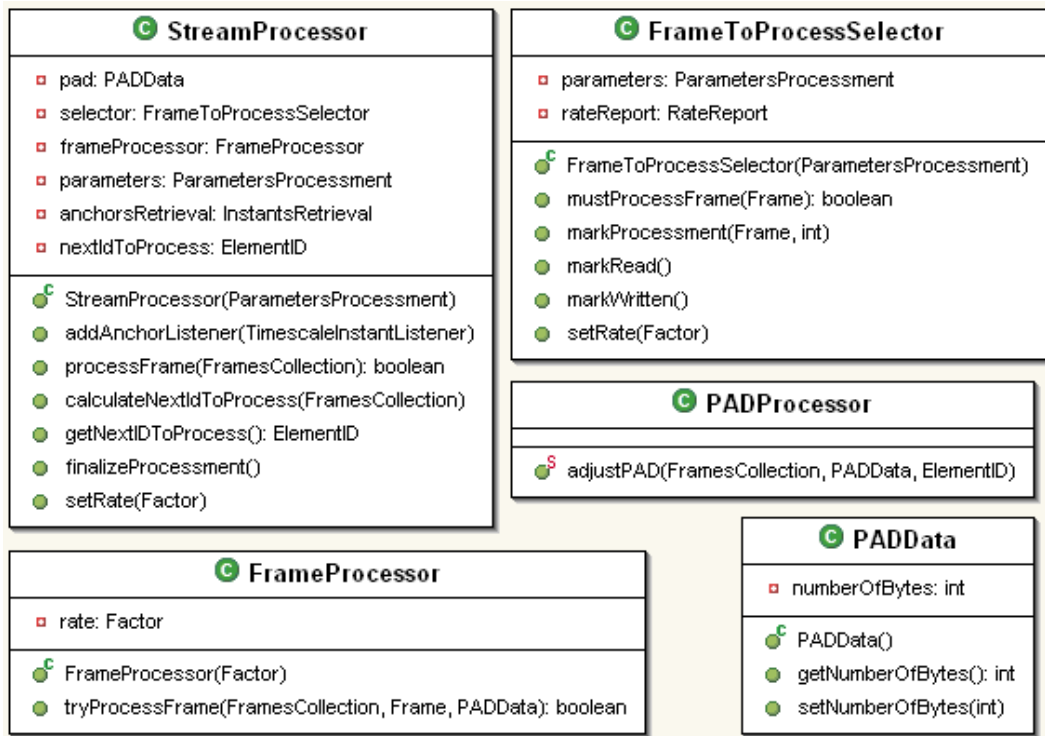 StreamProcessor
pad: PADData
selector: FrameToProcessSelector
frameProcessor: FrameProcessor
parameters: ParametersProcessment
anchorsRetrieval: InstantsRetrieval
nextIdToProcess: ElementID
StreamProcessor(ParametersProcessment)
addAnchorListener(TimescaleInstantListener)
processFrame(FramesCollection): boolean
calculateNextIdToProcess(FramesCollection)
getNextIDToProcess(): ElementID
finalizeProcessment()
setRate(Factor)
FrameToProcessSelector
parameters: ParametersProcessment
rateReport: RateReport
FrameToProcessSelector(ParametersProcessment)
mustProcessFrame(Frame): boolean
markProcessment(Frame, int)
markRead()
markWritten()
setRate(Factor)
PADProcessor
adjustPAD(FramesCollection, PADData, ElementID)
FrameProcessor
rate: Factor
FrameProcessor(Factor)
tryProcessFrame(FramesCollection, Frame, PADData): boolean
PADData
numberOfBytes: int
PADData()
getNumberOfBytes(): int
setNumberOfBytes(int)